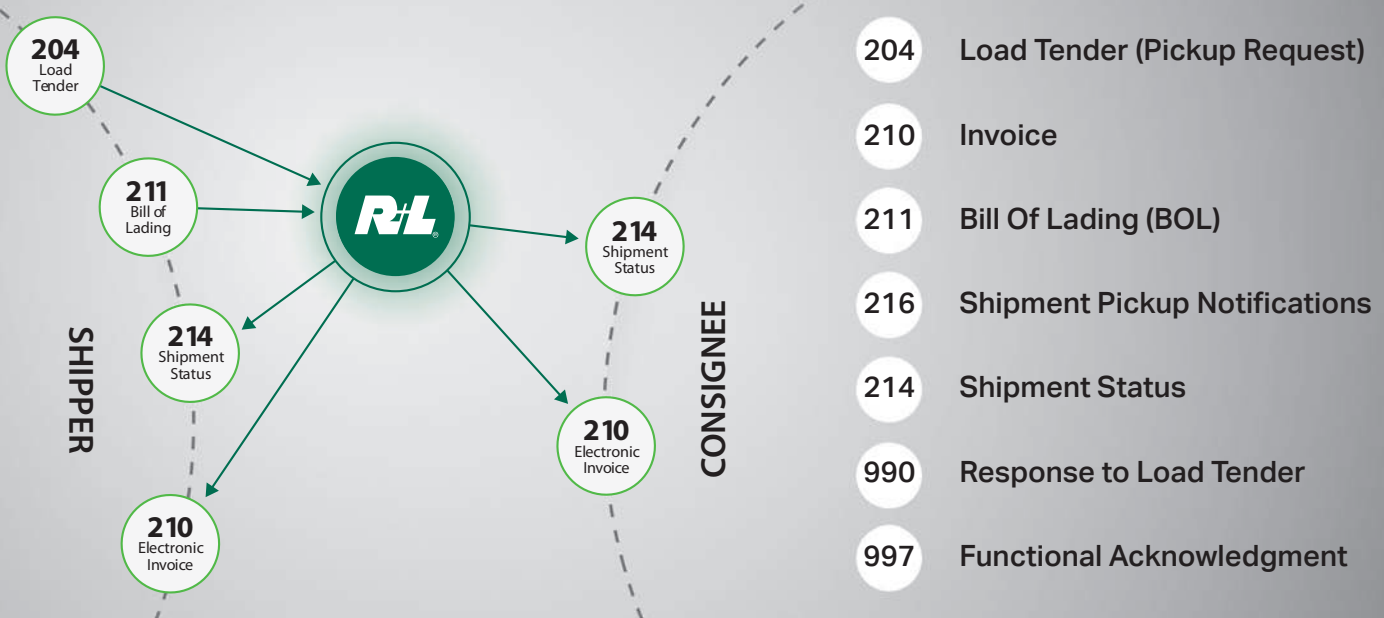 204
Load
Tender
211
Bill of
Lading
214
Shipment
Status
210
Electronic
Invoice
SHIPPER
R+L
®
214
Shipment
Status
210
Electronic
Invoice
CONSIGNEE
204 Load Tender (Pickup Request)
210 Invoice
211 Bill Of Lading (BOL)
216 Shipment Pickup Notifications
214 Shipment Status
990 Response to Load Tender
997 Functional Acknowledgment